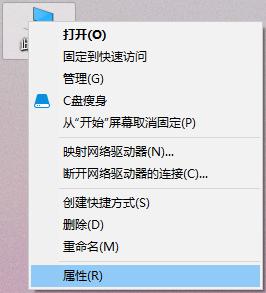 打开(O)
固定到快速访问
管理(G)
C盘瘦身
从“开始”屏幕取消固定(P)
映射网络驱动器(N)...
断开网络驱动器的连接(C)...
创建快捷方式(S)
删除(D)
重命名(M)
属性(R)